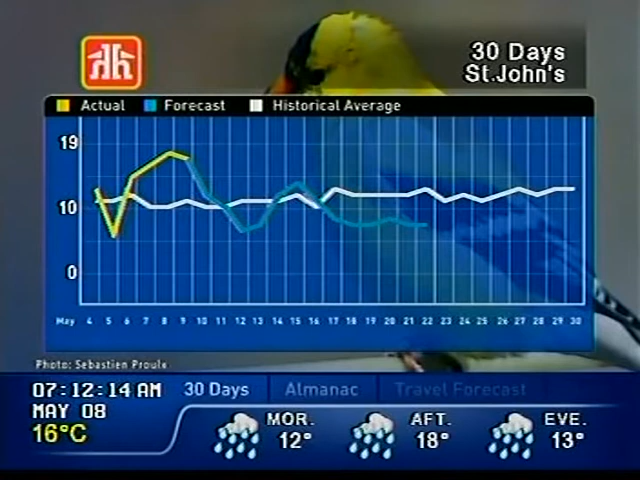 30 Days
St.John's
Actual Forecast Historical Average
19
10
0
May 4 5 6 7 8 9 10 11 12 13 14 15 16 17 18 19 20 21 22 23 24 25 26 27 28 29 30
Photo: Sebastien Proulx
07:12:14 AM 30 Days Almanac Travel Forecast
MAY 08
16°C
MOR. 12°
AFT. 18°
EVE. 13°